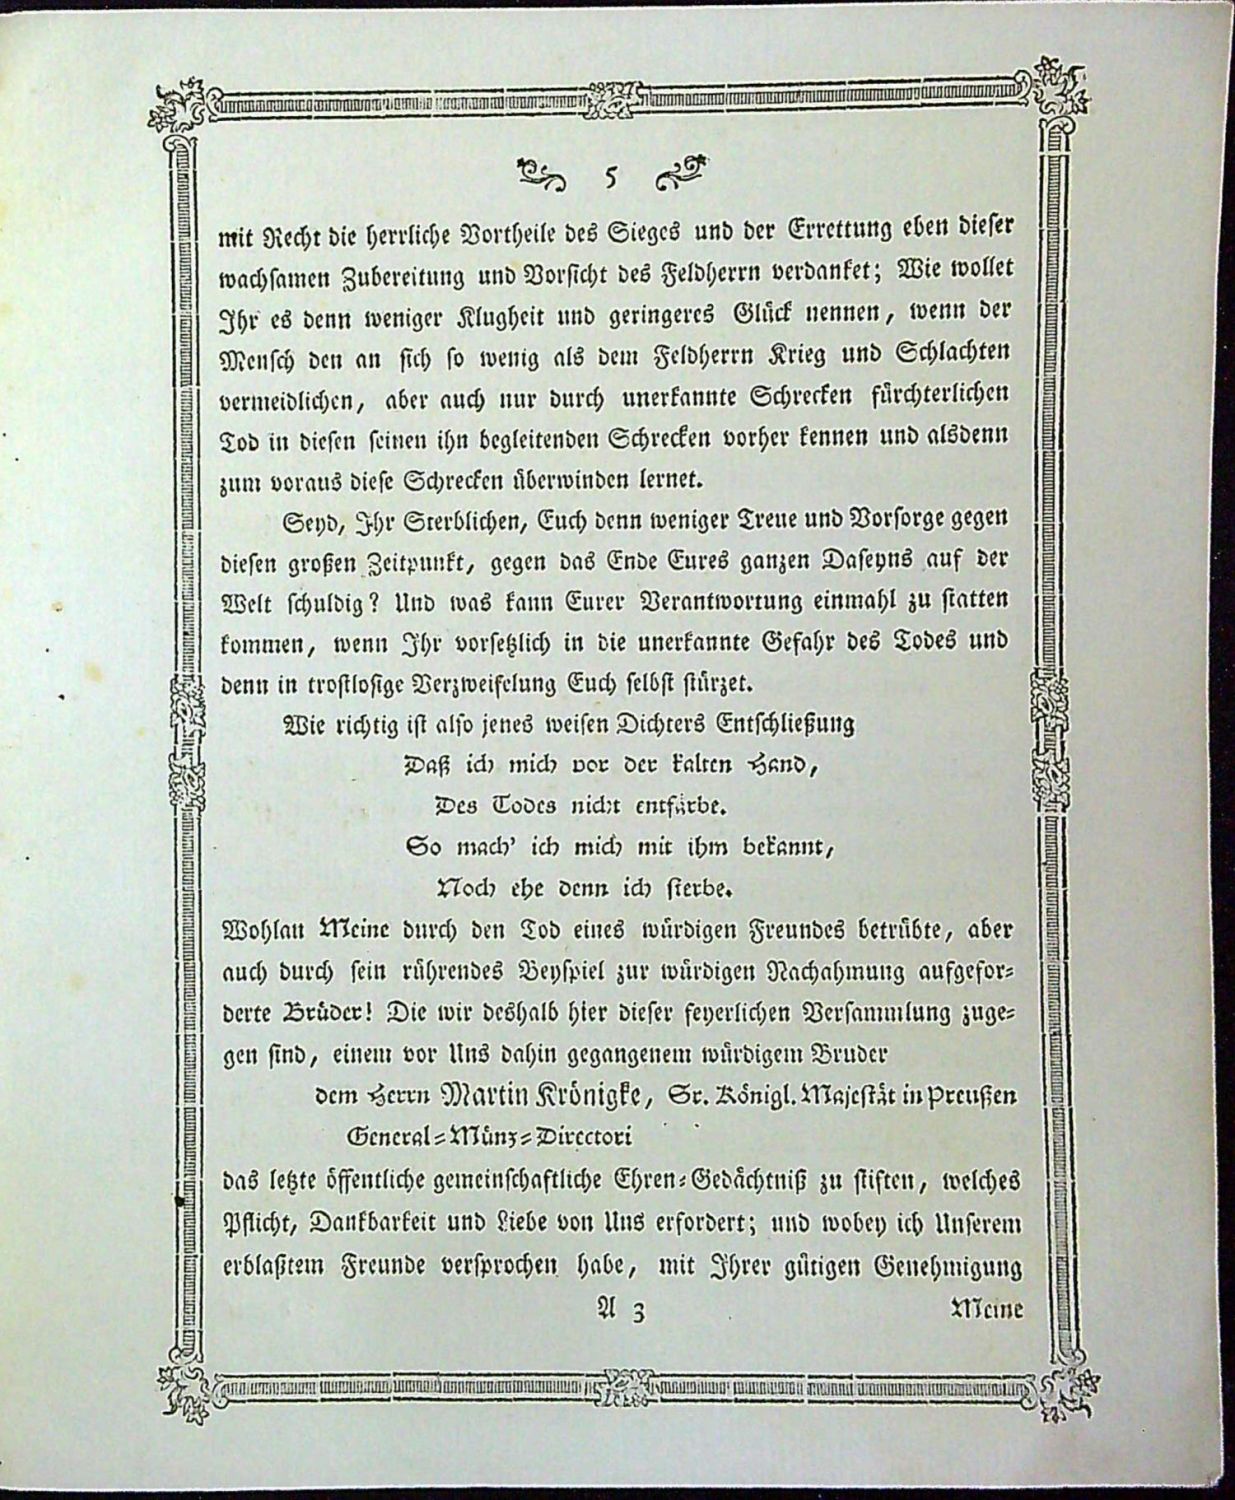 5
mit Recht die herrliche Vortheile des Sieges und der Errettung eben dieser
wachsamen Zubereitung und Vorsicht des Feldherrn verdanket; Wie wollet
Ihr es denn weniger Klugheit und geringeres Glück nennen, wenn der
Mensch den an sich so wenig als dem Feldherrn Krieg und Schlachten
vermeidlichen, aber auch nur durch unerkannte Schrecken fürchterlichen
Tod in diesen seinen ihn begleitenden Schrecken vorher kennen und alsdenn
zum voraus diese Schrecken überwinden lernet.
Seyd, Ihr Sterblichen, Euch denn weniger Treue und Vorsorge gegen
diesen großen Zeitpunkt, gegen das Ende Eures ganzen Daseyns auf der
Welt schuldig? Und was kann Eurer Verantwortung einmahl zu statten
kommen, wenn Ihr vorsetzlich in die unerkannte Gefahr des Todes und
denn in trostlosige Verzweifelung Euch selbst stürzet.
Wie richtig ist also jenes weisen Dichters Entschließung
Daß ich mich vor der kalten Hand,
Des Todes nicht entfärbe.
So mach' ich mich mit ihm bekannt,
Noch ehe denn ich sterbe.
Wohlan Meine durch den Tod eines würdigen Freundes betrübte, aber
auch durch sein rührendes Beyspiel zur würdigen Nachahmung aufgefor-
derte Brüder! Die wir deshalb hier dieser feyerlichen Versammlung zuge-
gen sind, einem vor Uns dahin gegangenem würdigem Bruder
dem Herrn Martin Krönigke, Sr. Königl. Majestät in Preußen
General-Münz-Directori
das letzte öffentliche gemeinschaftliche Ehren-Gedächtniß zu stiften, welches
Pflicht, Dankbarkeit und Liebe von Uns erfordert; und wobey ich Unserem
erblaßtem Freunde versprochen habe, mit Ihrer gütigen Genehmigung
A 3 Meine